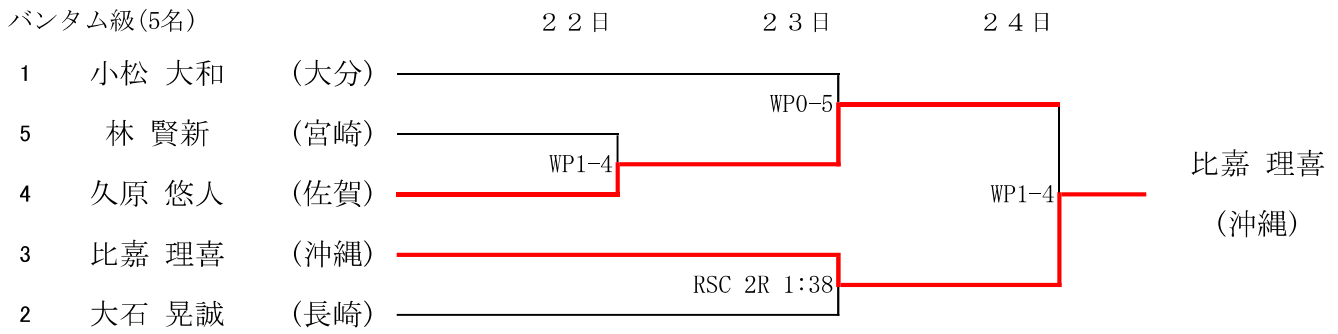 バンタム級(5名) 22日 23日 24日
1 小松 大和 (大分)
WP0-5
5 林 賢新 (宮崎)
WP1-4
比嘉 理喜
4 久原 悠人 (佐賀)
WP1-4
(沖縄)
3 比嘉 理喜 (沖縄)
RSC 2R 1:38
2 大石 晃誠 (長崎)